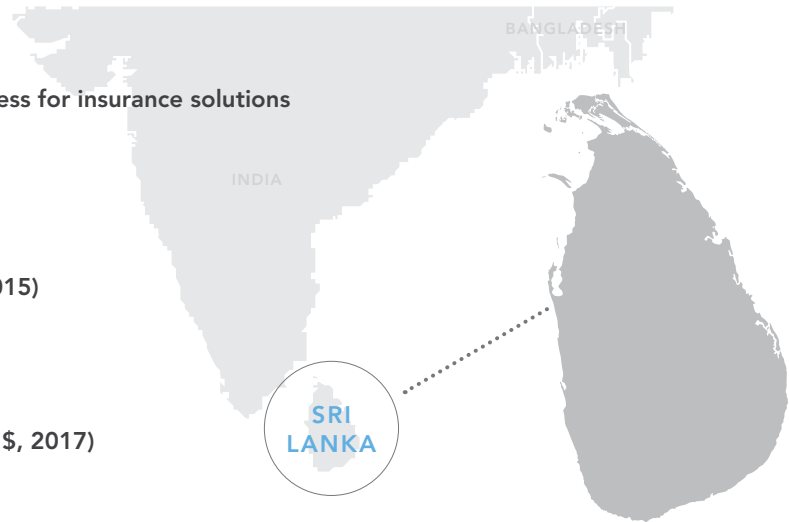 BANGLADESH
ess for insurance solutions
INDIA
015)
SRI
LANKA
$, 2017)